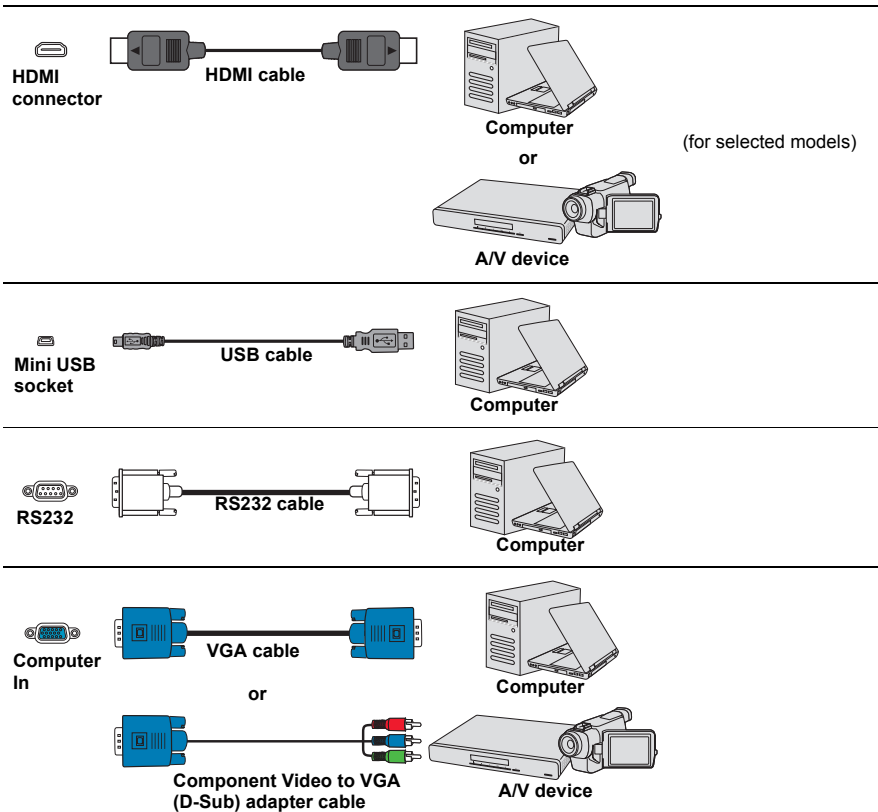 HDMI
connector
HDMI cable
Computer
or
A/V device
(for selected models)
Mini USB
socket
USB cable
Computer
RS232
RS232 cable
Computer
Computer
In
VGA cable
or
Component Video to VGA
(D-Sub) adapter cable
Computer
A/V device